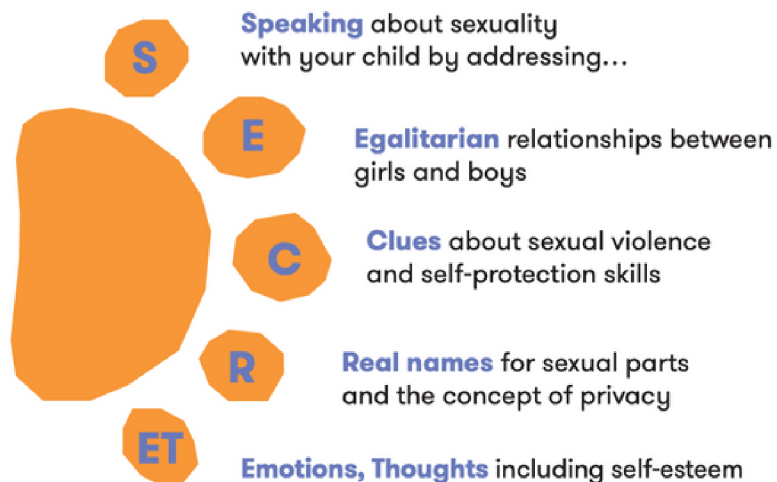 S
Speaking about sexuality
with your child by addressing...
E
Egalitarian relationships between
girls and boys
C
Clues about sexual violence
and self-protection skills
R
Real names for sexual parts
and the concept of privacy
ET
Emotions, Thoughts including self-esteem